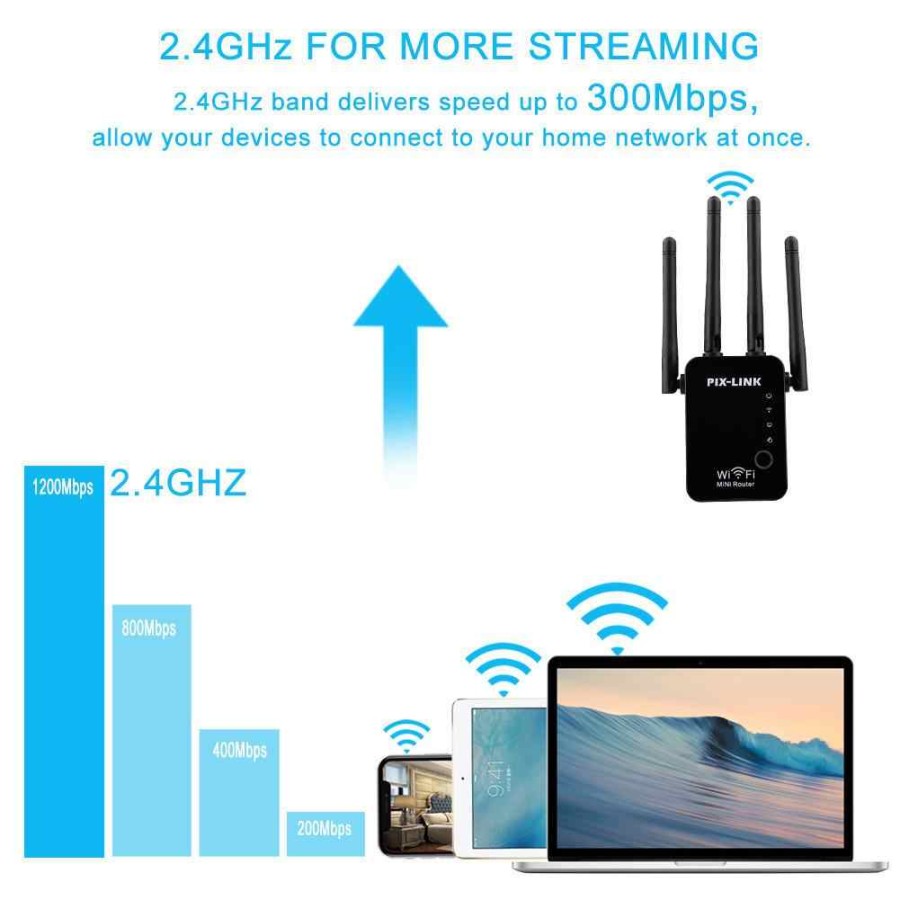 2.4GHz FOR MORE STREAMING
2.4GHz band delivers speed up to 300Mbps,
allow your devices to connect to your home network at once.
PIX-LINK
WiFi
MINI Router
1200Mbps
2.4GHZ
800Mbps
400Mbps
200Mbps
9:41